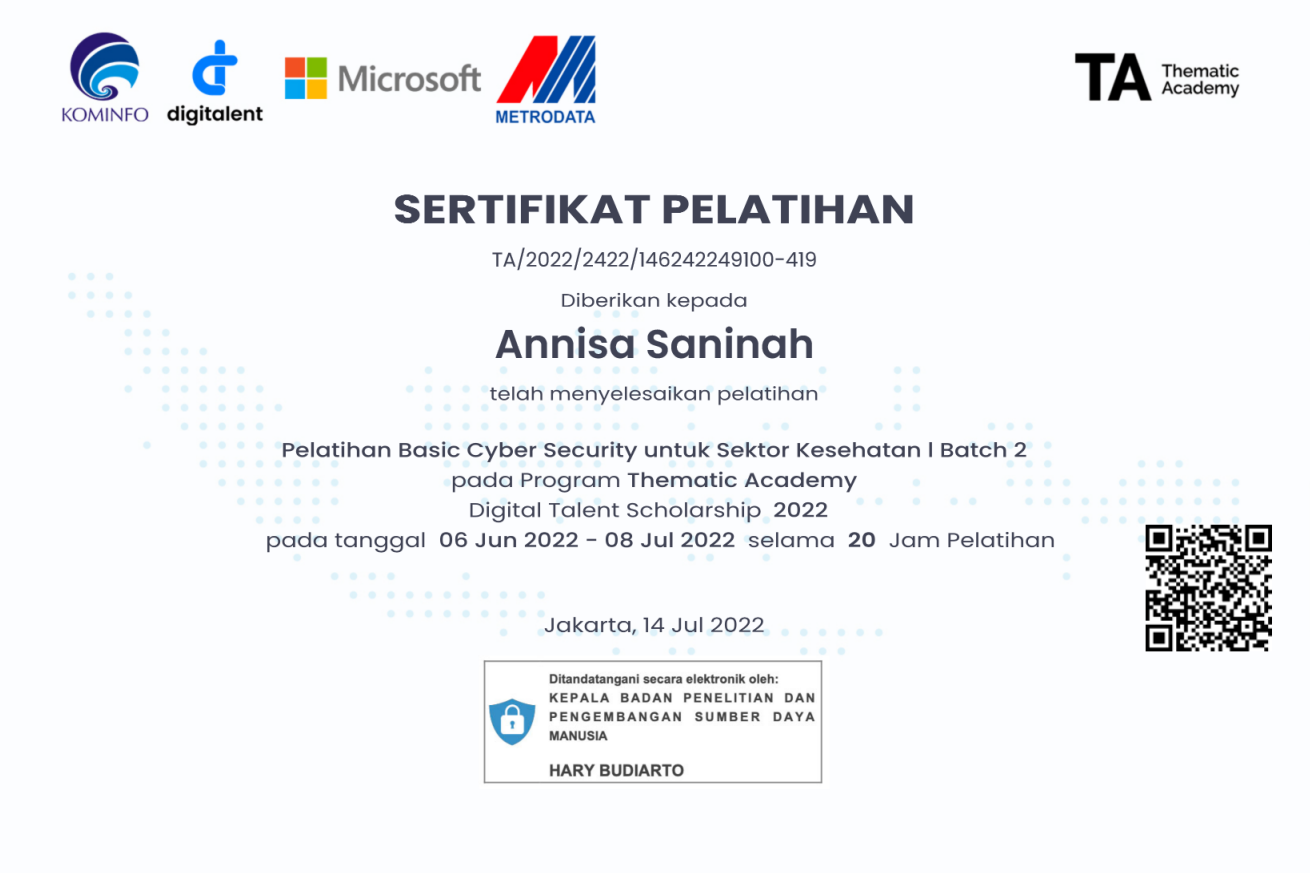 KOMINFO
digitalent
Microsoft
METRODATA
TA Thematic Academy
SERTIFIKAT PELATIHAN
TA/2022/2422/146242249100-419
Diberikan kepada
Annisa Saninah
telah menyelesaikan pelatihan
Pelatihan Basic Cyber Security untuk Sektor Kesehatan l Batch 2
pada Program Thematic Academy
Digital Talent Scholarship 2022
pada tanggal 06 Jun 2022 - 08 Jul 2022 selama 20 Jam Pelatihan
Jakarta, 14 Jul 2022
Ditandatangani secara elektronik oleh:
KEPALA BADAN PENELITIAN DAN
PENGEMBANGAN SUMBER DAYA
MANUSIA
HARY BUDIARTO